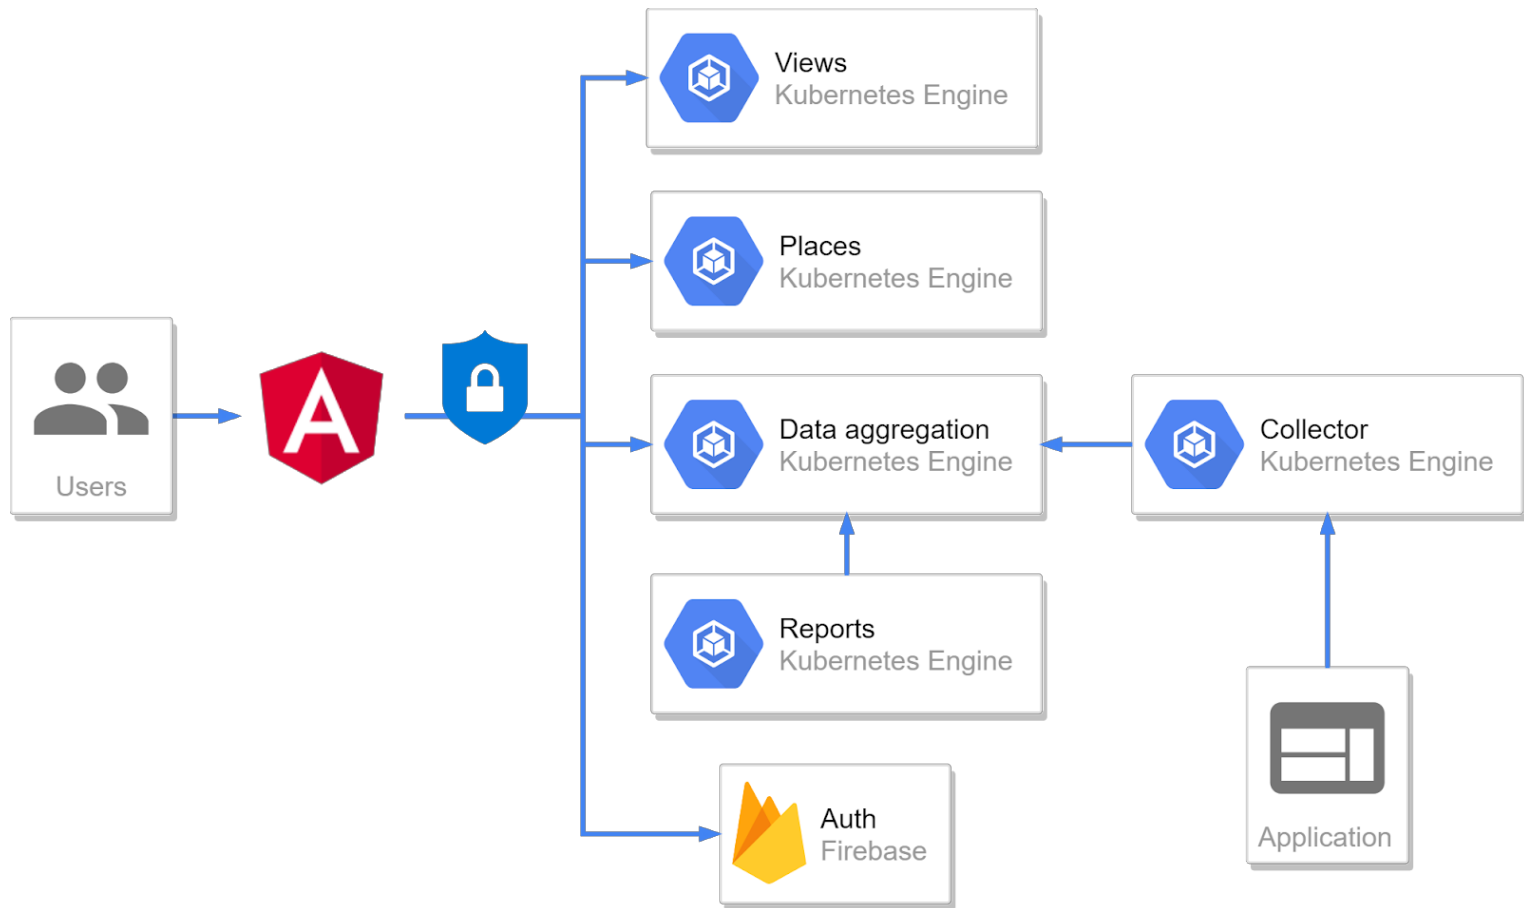 Views
Kubernetes Engine
Places
Kubernetes Engine
Users
A
Data aggregation
Kubernetes Engine
Collector
Kubernetes Engine
Reports
Kubernetes Engine
Auth
Firebase
Application